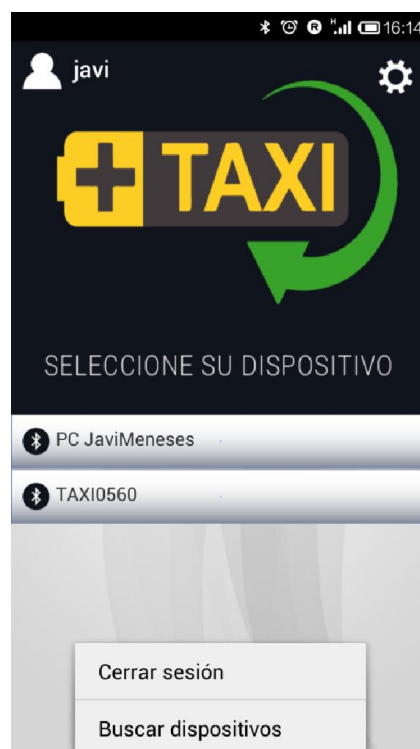 R H 16:14
javi
TAXI
SELECCIONE SU DISPOSITIVO
PC JaviMeneses
TAXI0560
Cerrar sesión
Buscar dispositivos